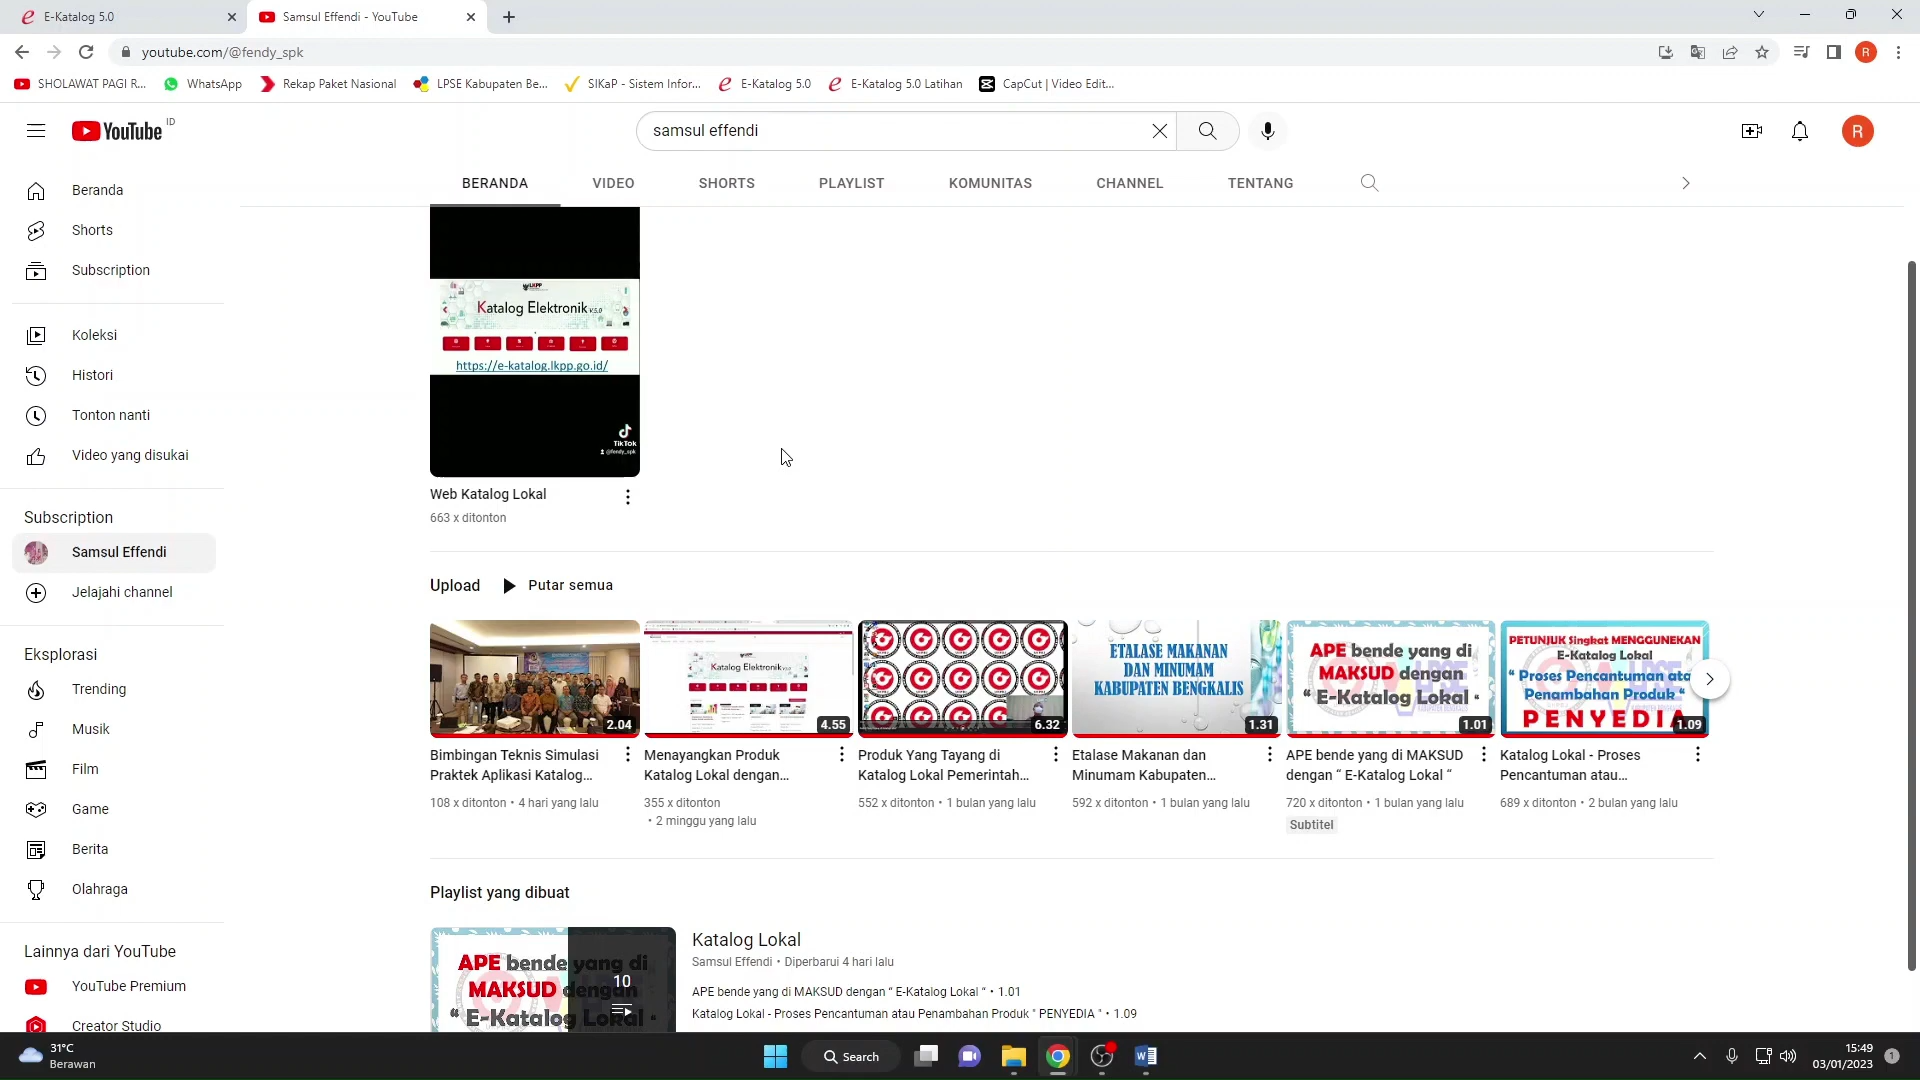 E-Katalog 5.0
Samsul Effendi - YouTube
youtube.com/@fendy_spk
R
SHOLAWAT PAGI R...
WhatsApp
Rekap Paket Nasional
LPSE Kabupaten Be...
SIKaP - Sistem Infor...
E-Katalog 5.0
E-Katalog 5.0 Latihan
CapCut | Video Edit...
YouTube ID
samsul effendi
R
BERANDA
VIDEO
SHORTS
PLAYLIST
KOMUNITAS
CHANNEL
TENTANG
Beranda
Shorts
Subscription
Koleksi
Histori
Tonton nanti
Video yang disukai
Subscription
Samsul Effendi
Jelajahi channel
Eksplorasi
Trending
Musik
Film
Game
Berita
Olahraga
Lainnya dari YouTube
YouTube Premium
Creator Studio
LKPP
Katalog Elektronik v.5.0
https://e-katalog.lkpp.go.id/
TikTok
@fendy_spk
Web Katalog Lokal
663 x ditonton
Upload
Putar semua
2.04
Bimbingan Teknis Simulasi
Praktek Aplikasi Katalog...
108 x ditonton • 4 hari yang lalu
Katalog Elektronik
4.55
Menayangkan Produk
Katalog Lokal dengan...
355 x ditonton
• 2 minggu yang lalu
6.32
Produk Yang Tayang di
Katalog Lokal Pemerintah...
552 x ditonton • 1 bulan yang lalu
ETALASE MAKANAN
DAN MINUMAM
KABUPATEN BENGKALIS
1.31
Etalase Makanan dan
Minumam Kabupaten...
592 x ditonton • 1 bulan yang lalu
APE bende yang di
MAKSUD dengan
“ E-Katalog Lokal “
1.01
APE bende yang di MAKSUD
dengan “ E-Katalog Lokal “
720 x ditonton • 1 bulan yang lalu
Subtitel
PETUNJUK Singkat MENGGUNEKAN
E-Katalog Lokal
“ Proses Pencantuman ata
Penambahan Produk “
PENYEDIA
1.09
Katalog Lokal - Proses
Pencantuman atau...
689 x ditonton • 2 bulan yang lalu
Playlist yang dibuat
APE bende yang di
MAKSUD dengan
“ E-Katalog Lokal “
10
Katalog Lokal
Samsul Effendi • Diperbarui 4 hari lalu
APE bende yang di MAKSUD dengan “ E-Katalog Lokal “ • 1.01
Katalog Lokal - Proses Pencantuman atau Penambahan Produk " PENYEDIA " • 1.09
31°C
Berawan
Search
15:49
03/01/2023
1